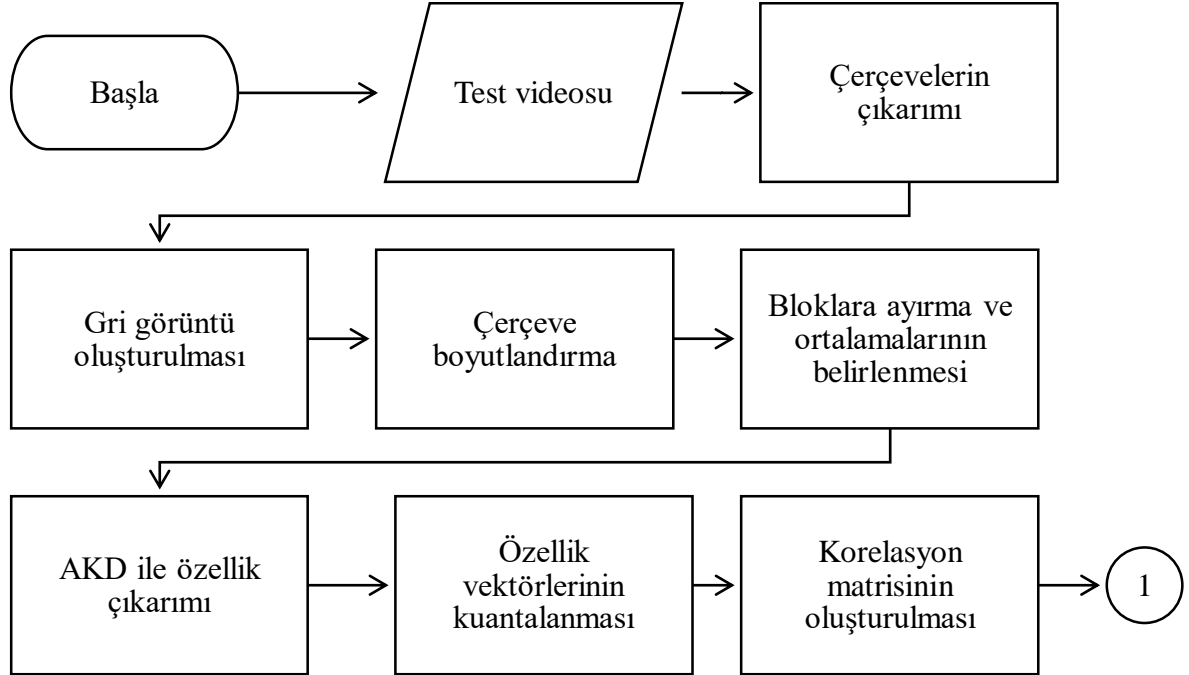 Başla
Test videosu
Çerçevelerin
çıkarımı
Gri görüntü
oluşturulması
Çerçeve
boyutlandırma
Bloklara ayırma ve
ortalamalarının
belirlenmesi
AKD ile özellik
çıkarımı
Özellik
vektörlerinin
kuantalanması
Korelasyon
matrisinin
oluşturulması
1